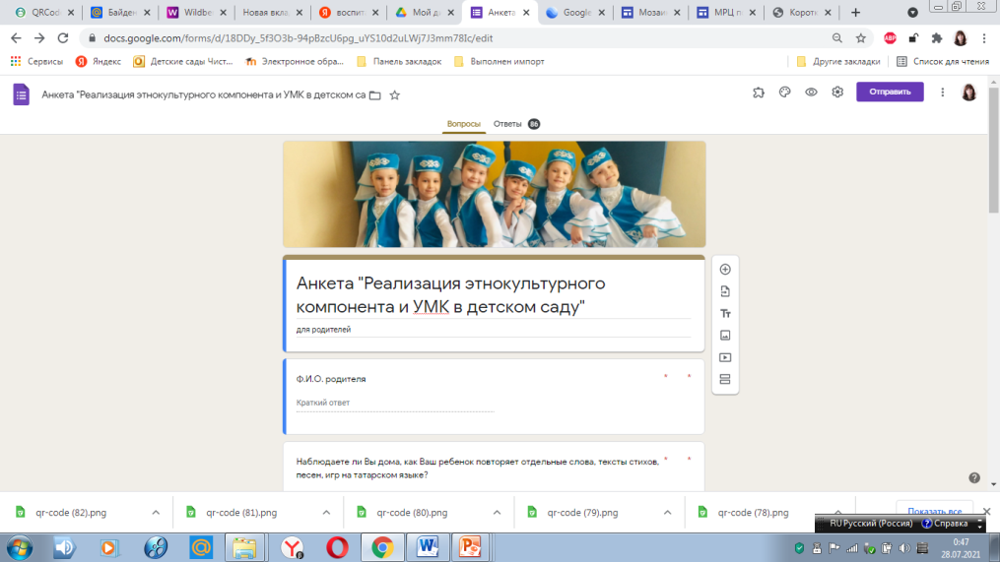 QRCod
Байден
Wildber
Новая вклад
воспит
Мой д
Анкета
Google
Мозаи
МРЦ п
Коротк
docs.google.com/forms/d/18DDy_5f3O3b-94pBzcU6pg_uYS10d2uLWj7J3mm78Ic/edit
ABP
Сервисы
Яндекс
Детские сады Чист...
Электронное обра...
Панель закладок
Выполнен импорт
Другие закладки
Список для чтения
Анкета "Реализация этнокультурного компонента и УМК в детском са
Отправить
Вопросы Ответы 86
Анкета "Реализация этнокультурного
компонента и УМК в детском саду"
для родителей
Ф.И.О. родителя * *
Краткий ответ
Наблюдаете ли Вы дома, как Ваш ребенок повторяет отдельные слова, тексты стихов, * *
песен, игр на татарском языке?
qr-code (82).png
qr-code (81).png
qr-code (80).png
qr-code (79).png
qr-code (78).png
Показать все
RU Русский (Россия) Справка
0:47
28.07.2021